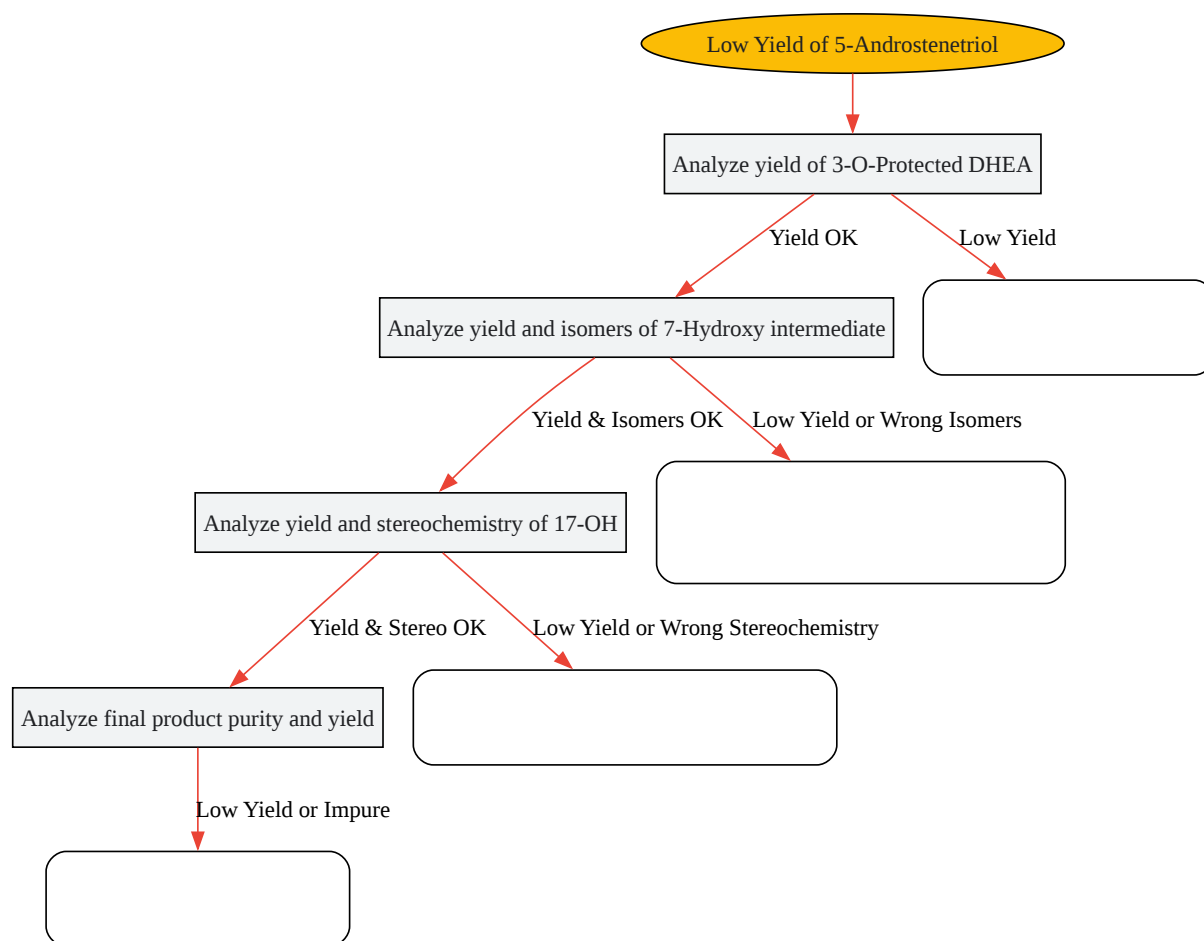 Low Yield of 5-Androstenetriol
Analyze yield of 3-O-Protected DHEA
Yield OK
Low Yield
Analyze yield and isomers of 7-Hydroxy intermediate
Yield & Isomers OK
Low Yield or Wrong Isomers
Analyze yield and stereochemistry of 17-OH
Yield & Stereo OK
Low Yield or Wrong Stereochemistry
Analyze final product purity and yield
Low Yield or Impure